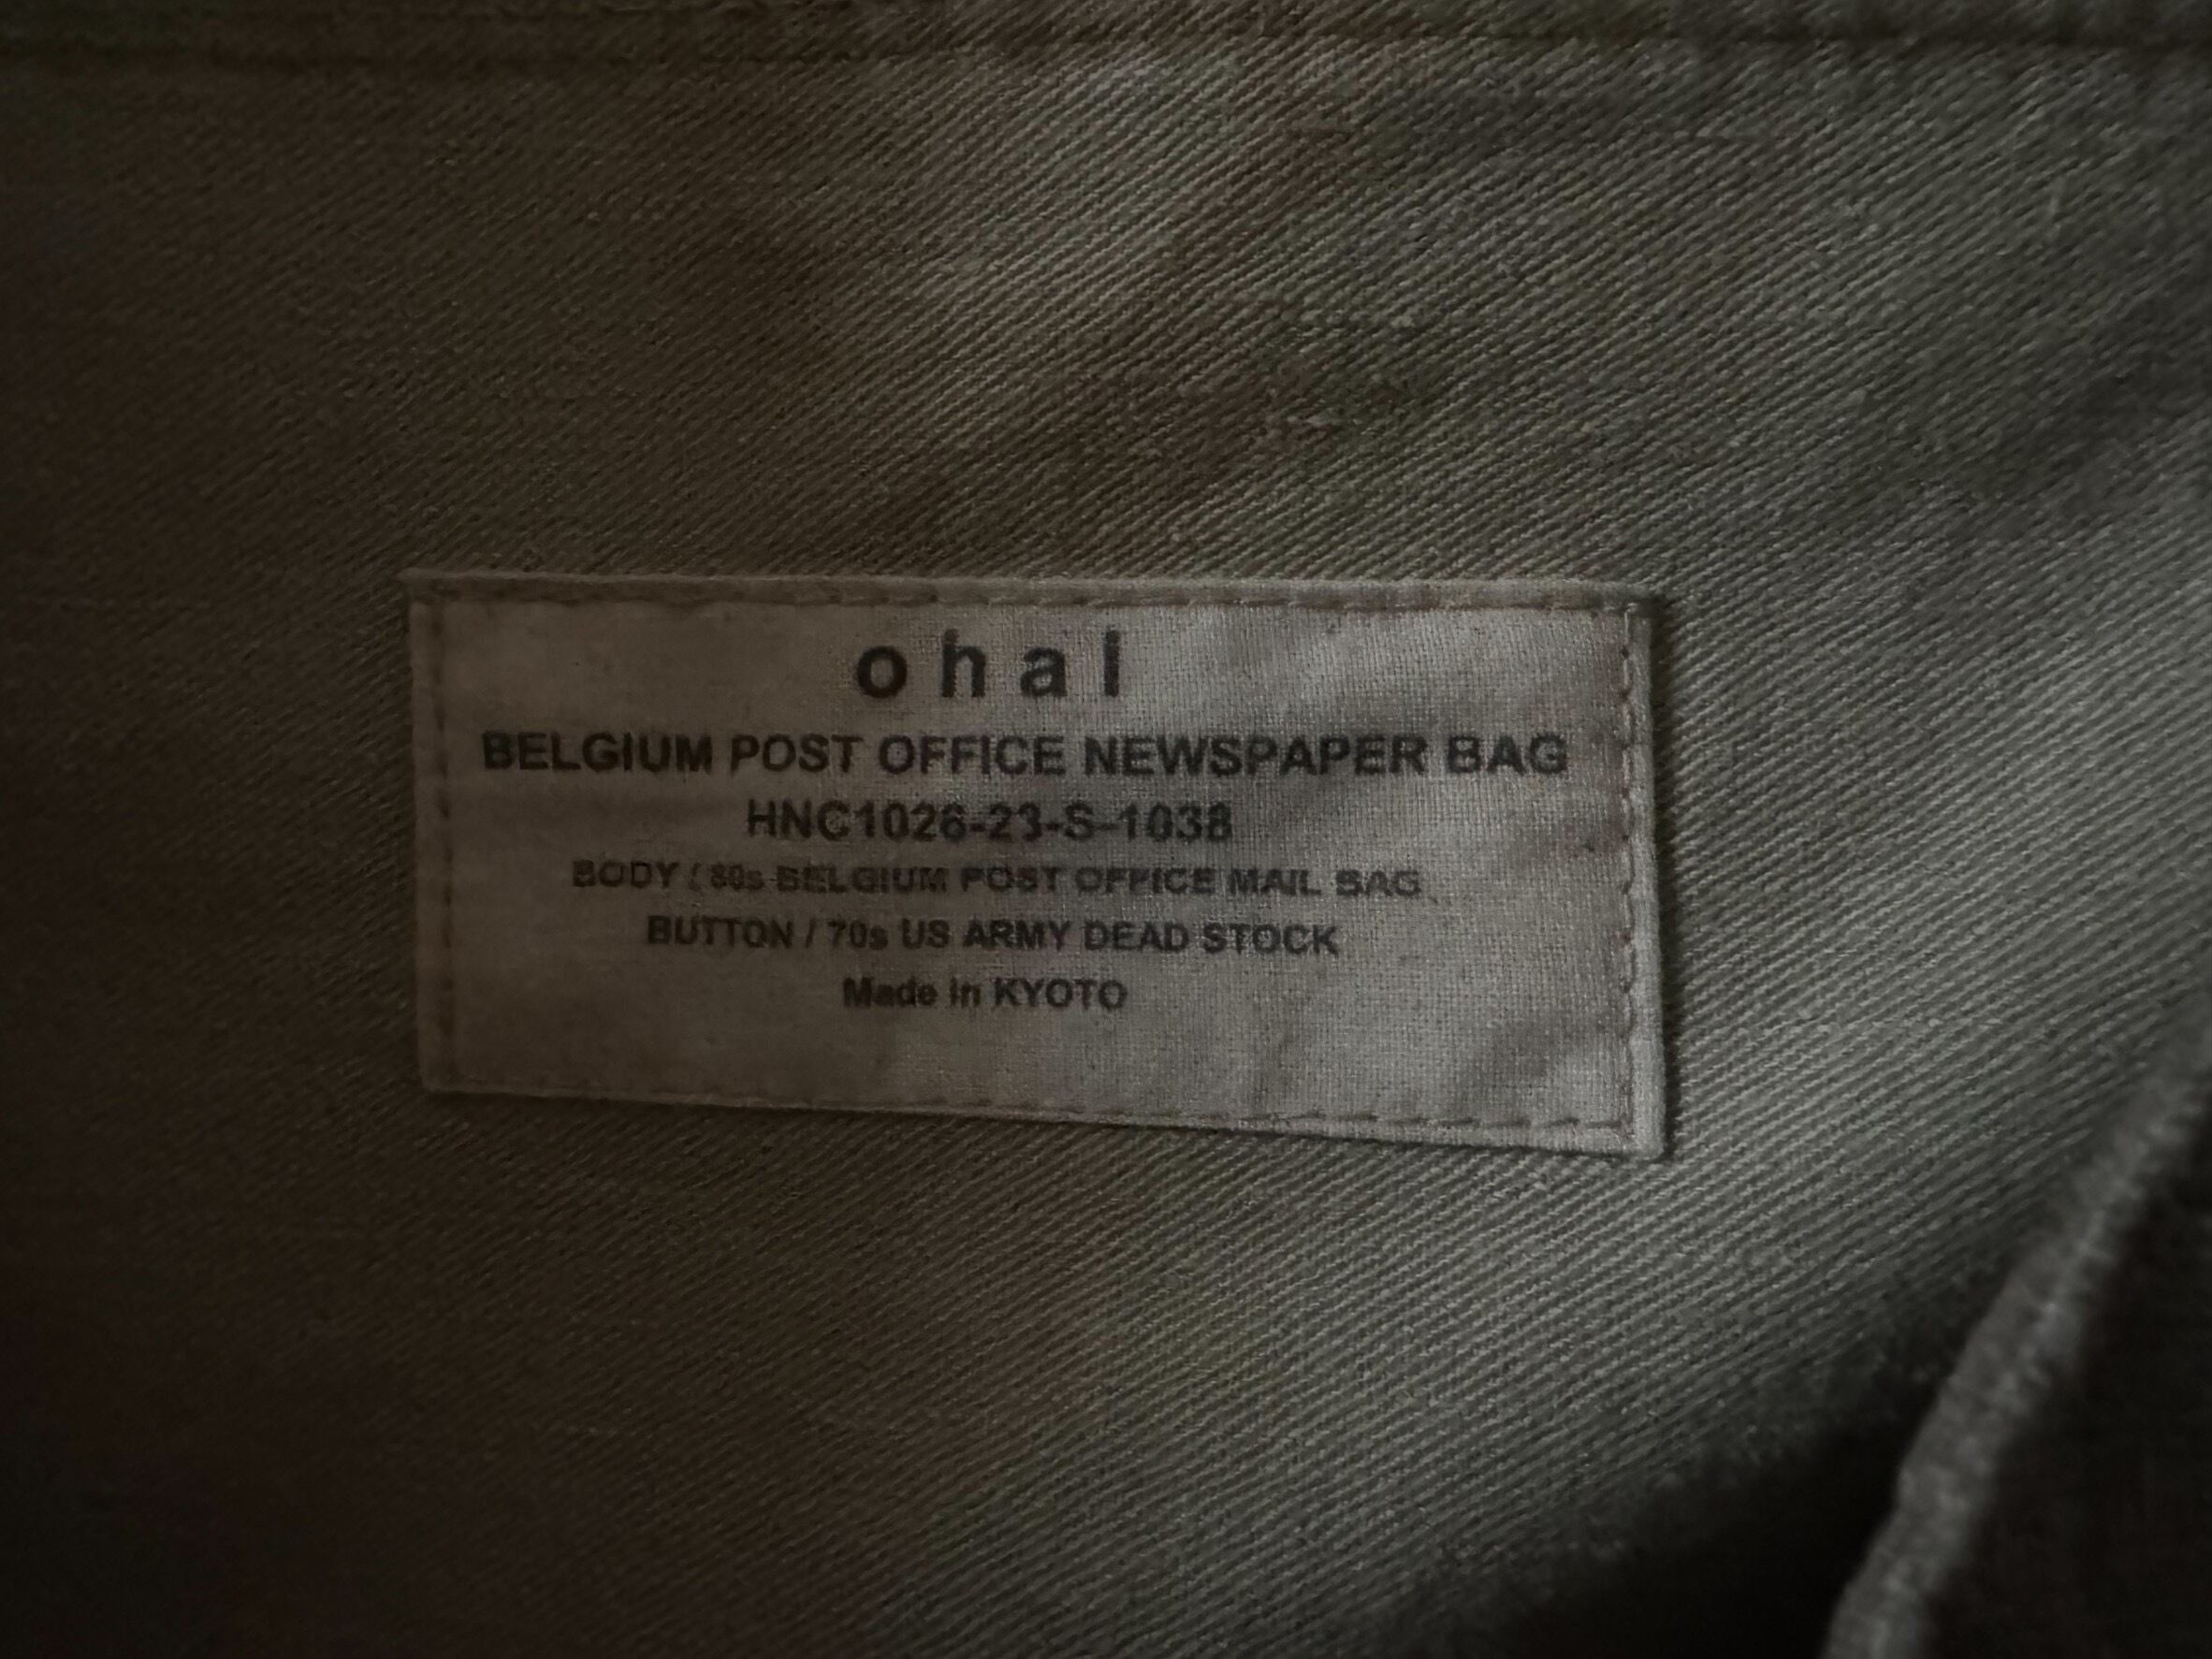 ohal
BELGIUM POST OFFICE NEWSPAPER BAG
HNC1026-23-S-1038
BODY / 80s BELGIUM POST OFFICE MAIL BAG
BUTTON / 70s US ARMY DEAD STOCK
Made in KYOTO